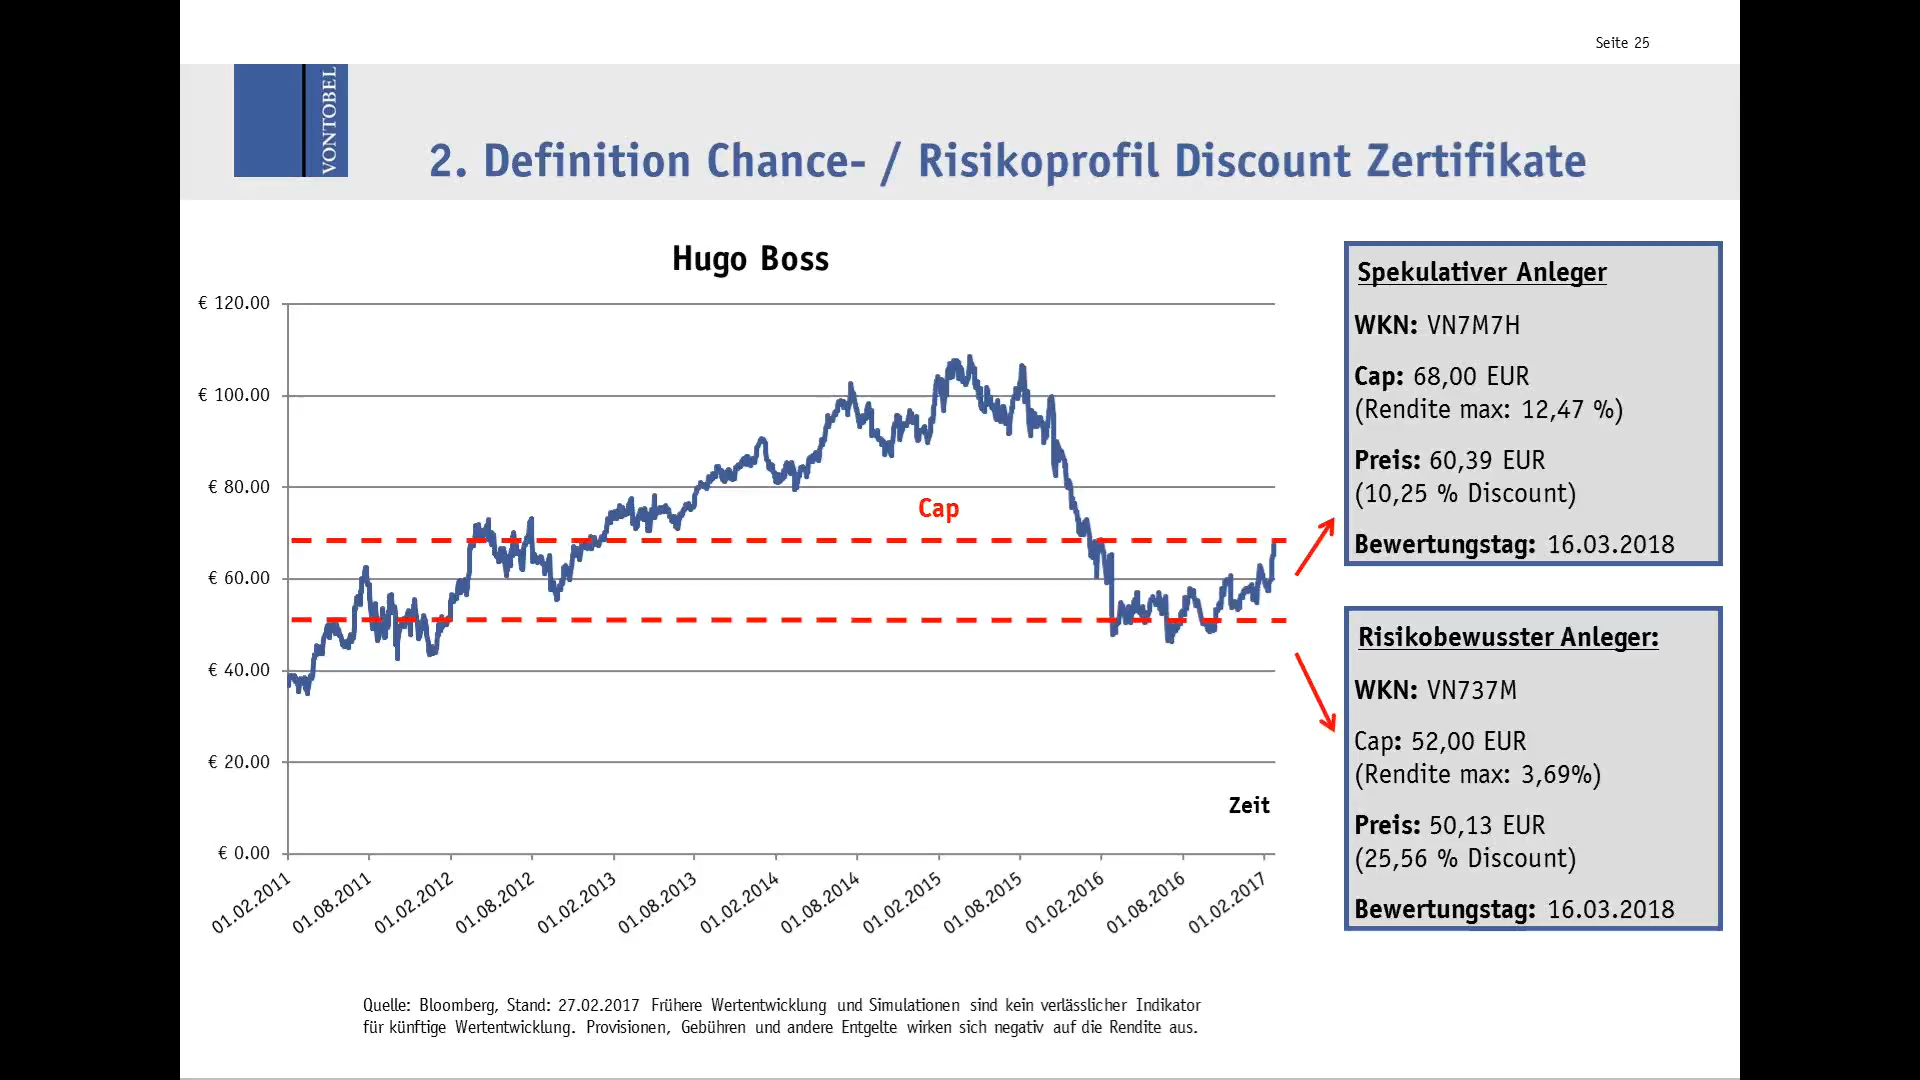 Seite 25
VONTOBEL
2. Definition Chance- / Risikoprofil Discount Zertifikate
Hugo Boss
€ 120.00
€ 100.00
€ 80.00
€ 60.00
€ 40.00
€ 20.00
€ 0.00
Cap
Zeit
01.02.2011
01.08.2011
01.02.2012
01.08.2012
01.02.2013
01.08.2013
01.02.2014
01.08.2014
01.02.2015
01.08.2015
01.02.2016
01.08.2016
01.02.2017
Spekulativer Anleger
WKN: VN7M7H
Cap: 68,00 EUR
(Rendite max: 12,47 %)
Preis: 60,39 EUR
(10,25 % Discount)
Bewertungstag: 16.03.2018
Risikobewusster Anleger:
WKN: VN737M
Cap: 52,00 EUR
(Rendite max: 3,69%)
Preis: 50,13 EUR
(25,56 % Discount)
Bewertungstag: 16.03.2018
Quelle: Bloomberg, Stand: 27.02.2017 Frühere Wertentwicklung und Simulationen sind kein verlässlicher Indikator
für künftige Wertentwicklung. Provisionen, Gebühren und andere Entgelte wirken sich negativ auf die Rendite aus.